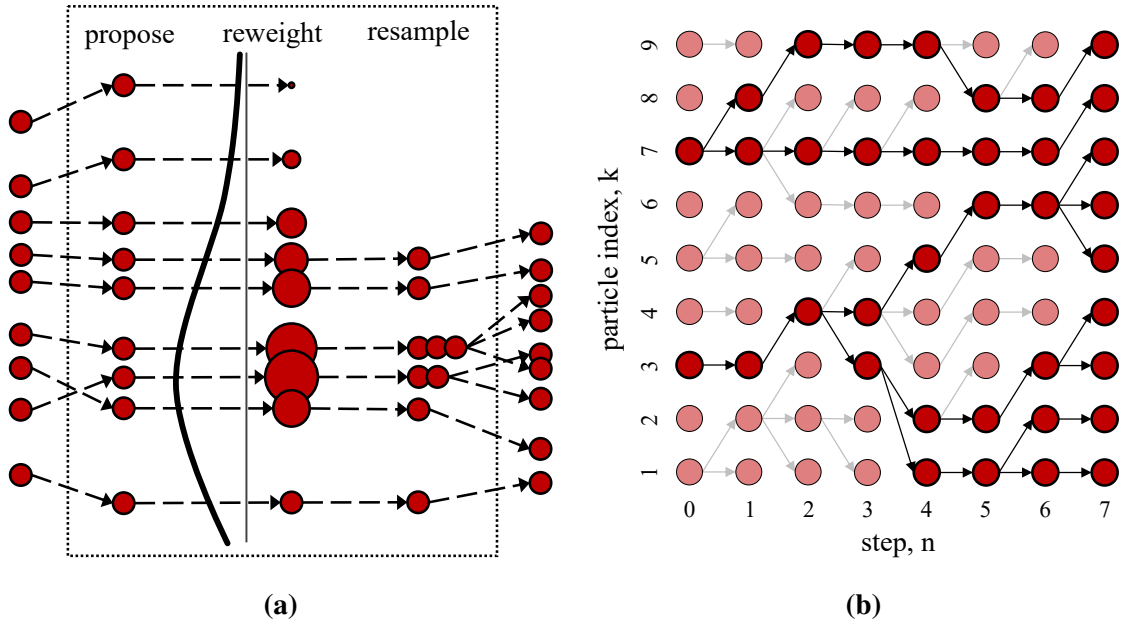 propose reweight resample
(a)
particle index, k
9
8
7
6
5
4
3
2
1
0 1 2 3 4 5 6 7
step, n
(b)